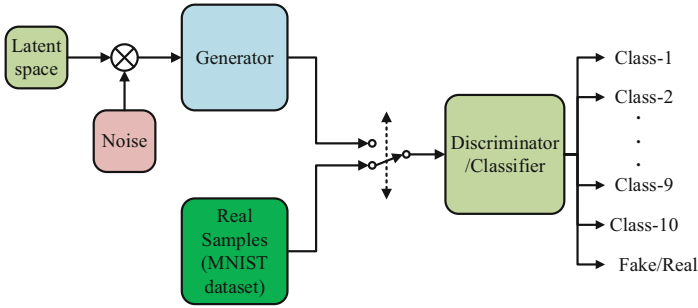 Latent
space
Noise
Generator
Real
Samples
(MNIST
dataset)
Discriminator
/Classifier
Class-1
Class-2
.
.
.
Class-9
Class-10
Fake/Real